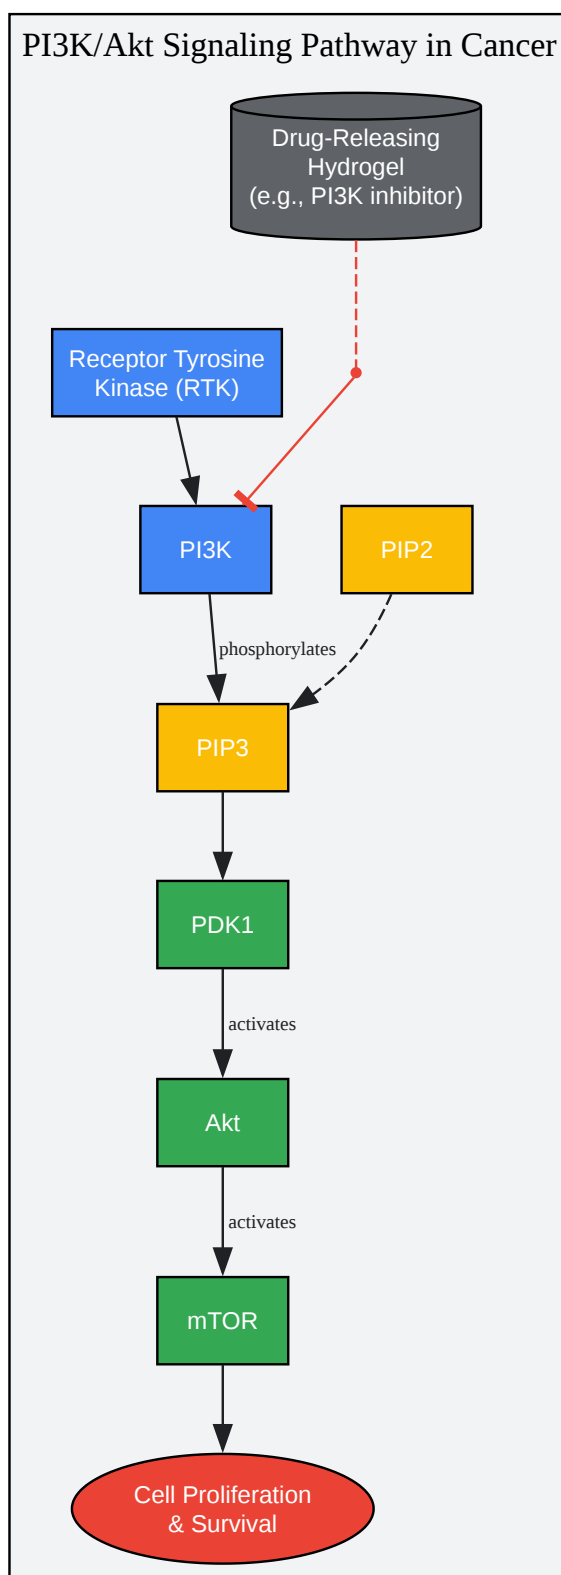 PI3K/Akt Signaling Pathway in Cancer
Drug-Releasing
Hydrogel
(e.g., PI3K inhibitor)
Receptor Tyrosine
Kinase (RTK)
PI3K
PIP2
phosphorylates
PIP3
PDK1
activates
Akt
activates
mTOR
Cell Proliferation
& Survival